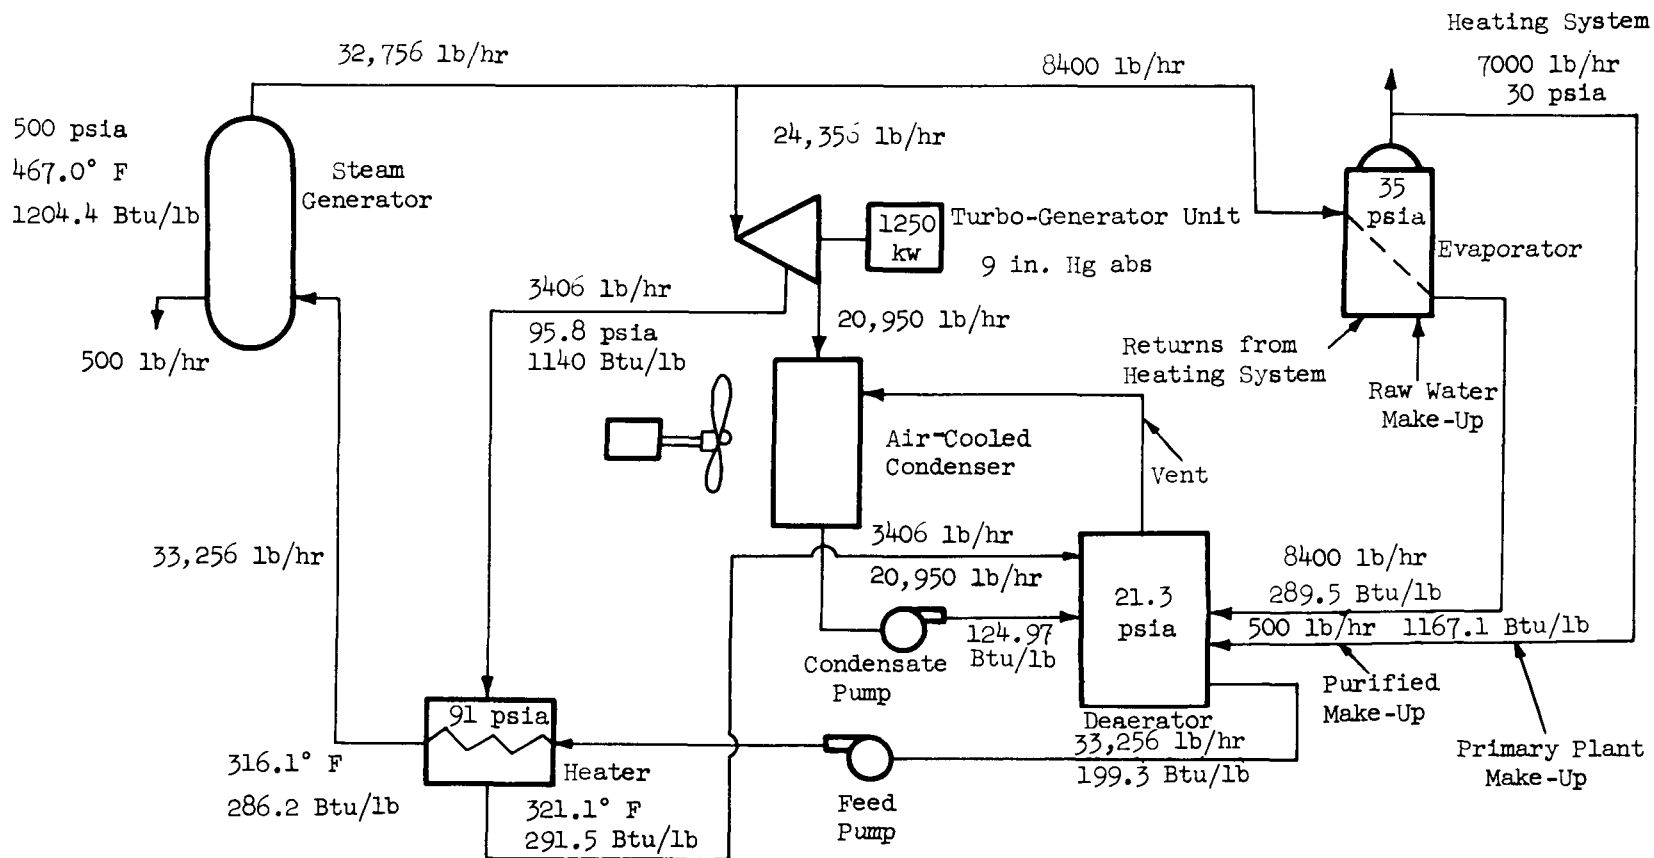 Heating System
7000 lb/hr
30 psia
32,756 lb/hr
8400 lb/hr
500 psia
467.0° F
1204.4 Btu/lb
Steam
Generator
24,356 lb/hr
35
psia
Evaporator
1250
kw
Turbo-Generator Unit
9 in. Hg abs
3406 lb/hr
95.8 psia
1140 Btu/lb
20,950 lb/hr
500 lb/hr
Returns from
Heating System
Raw Water
Make-Up
Air-Cooled
Condenser
Vent
33,256 lb/hr
3406 lb/hr
20,950 lb/hr
124.97
Btu/lb
Condensate
Pump
21.3
psia
Deaerator
8400 lb/hr
289.5 Btu/lb
500 lb/hr 1167.1 Btu/lb
Purified
Make-Up
Primary Plant
Make-Up
33,256 lb/hr
199.3 Btu/lb
91 psia
Heater
316.1° F
286.2 Btu/lb
321.1° F
291.5 Btu/lb
Feed
Pump